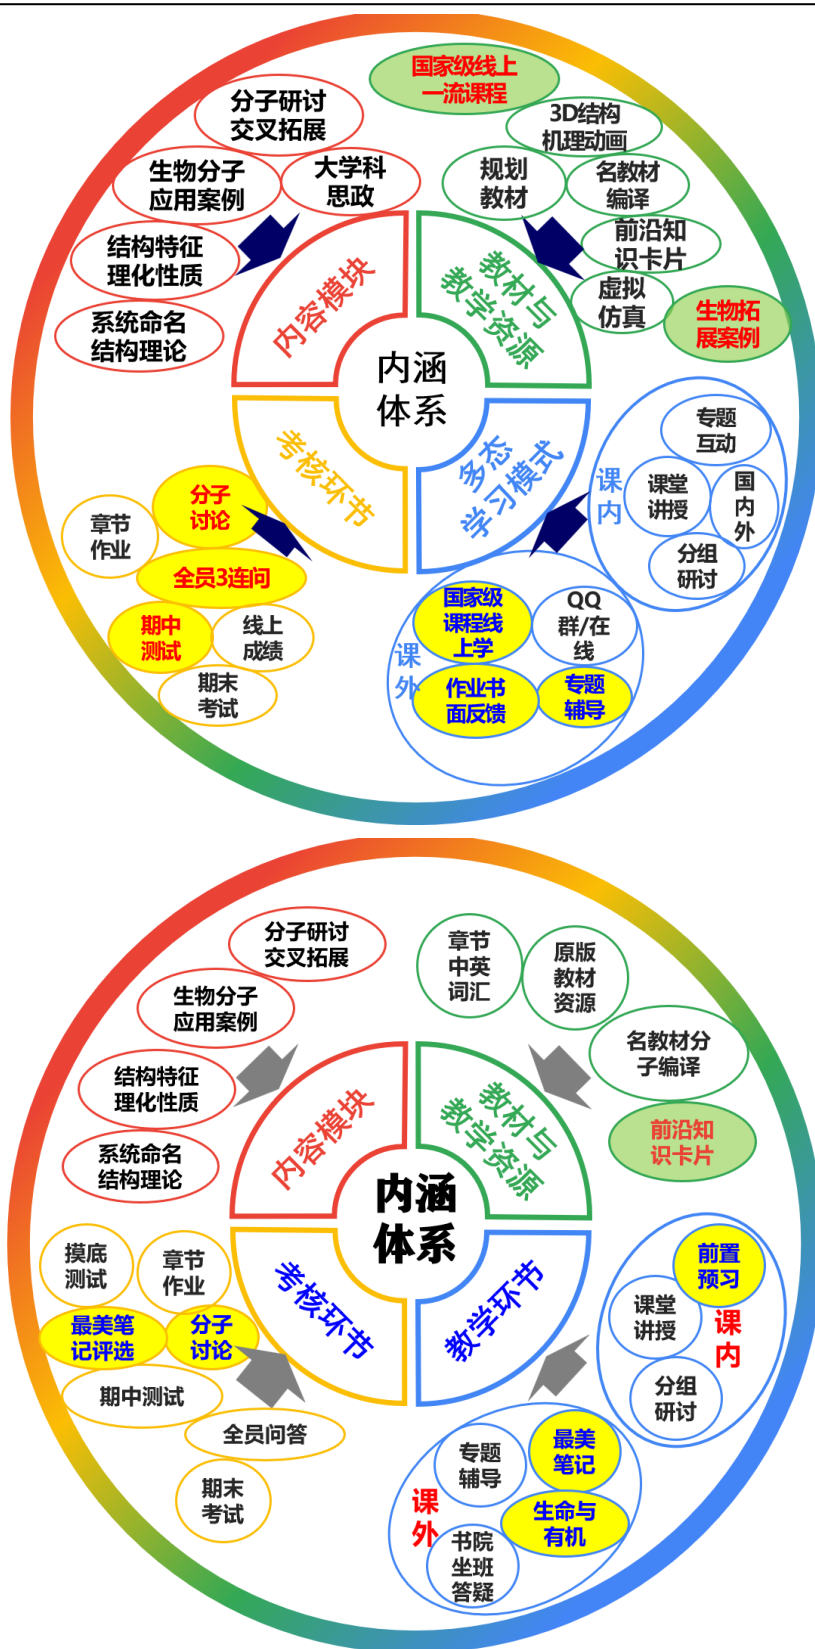 国家级线上
一流课程
分子研讨
交叉拓展
3D结构
机理动画
生物分子
应用案例
大学科
思政
规划
教材
名教材
编译
结构特征
理化性质
前沿知
识卡片
系统命名
结构理论
虚拟
仿真
生物拓
展案例
内容模块
教材与
教学资源
内涵
体系
考核环节
多态
学习模式
分子
讨论
章节
作业
全员3连问
期中
测试
线上
成绩
期末
考试
课
内
专题
互动
课堂
讲授
国
内
外
分组
研讨
课
外
国家级
课程线
上学
QQ
群/在
线
作业书
面反馈
专题
辅导
分子研讨
交叉拓展
生物分子
应用案例
结构特征
理化性质
系统命名
结构理论
章节
中英
词汇
原版
教材
资源
名教材分
子编译
前沿知
识卡片
内容模块
教材与
教学资源
内涵
体系
考核环节
教学环节
摸底
测试
章节
作业
最美笔
记评选
分子
讨论
期中测试
全员问答
期末
考试
前置
预习
课堂
讲授
课
内
分组
研讨
专题
辅导
最美
笔记
课
外
生命与
有机
书院
坐班
答疑